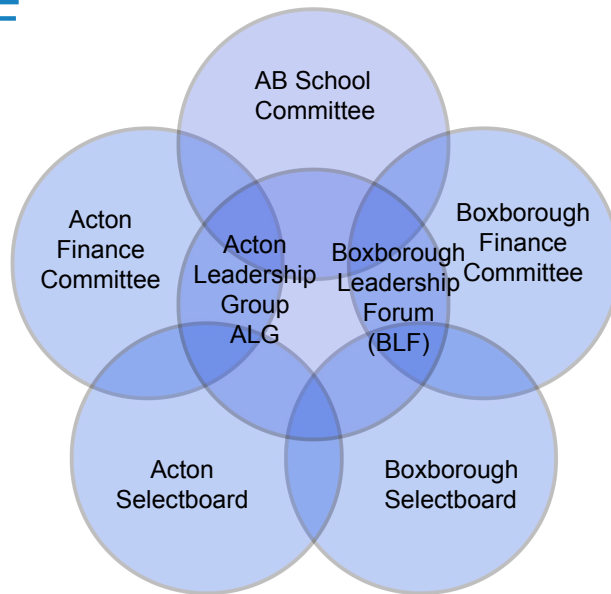 AB School
Committee
Acton
Finance
Committee
Acton
Leadership
Group
ALG
Boxborough
Leadership
Forum
(BLF)
Boxborough
Finance
Committee
Acton
Selectboard
Boxborough
Selectboard